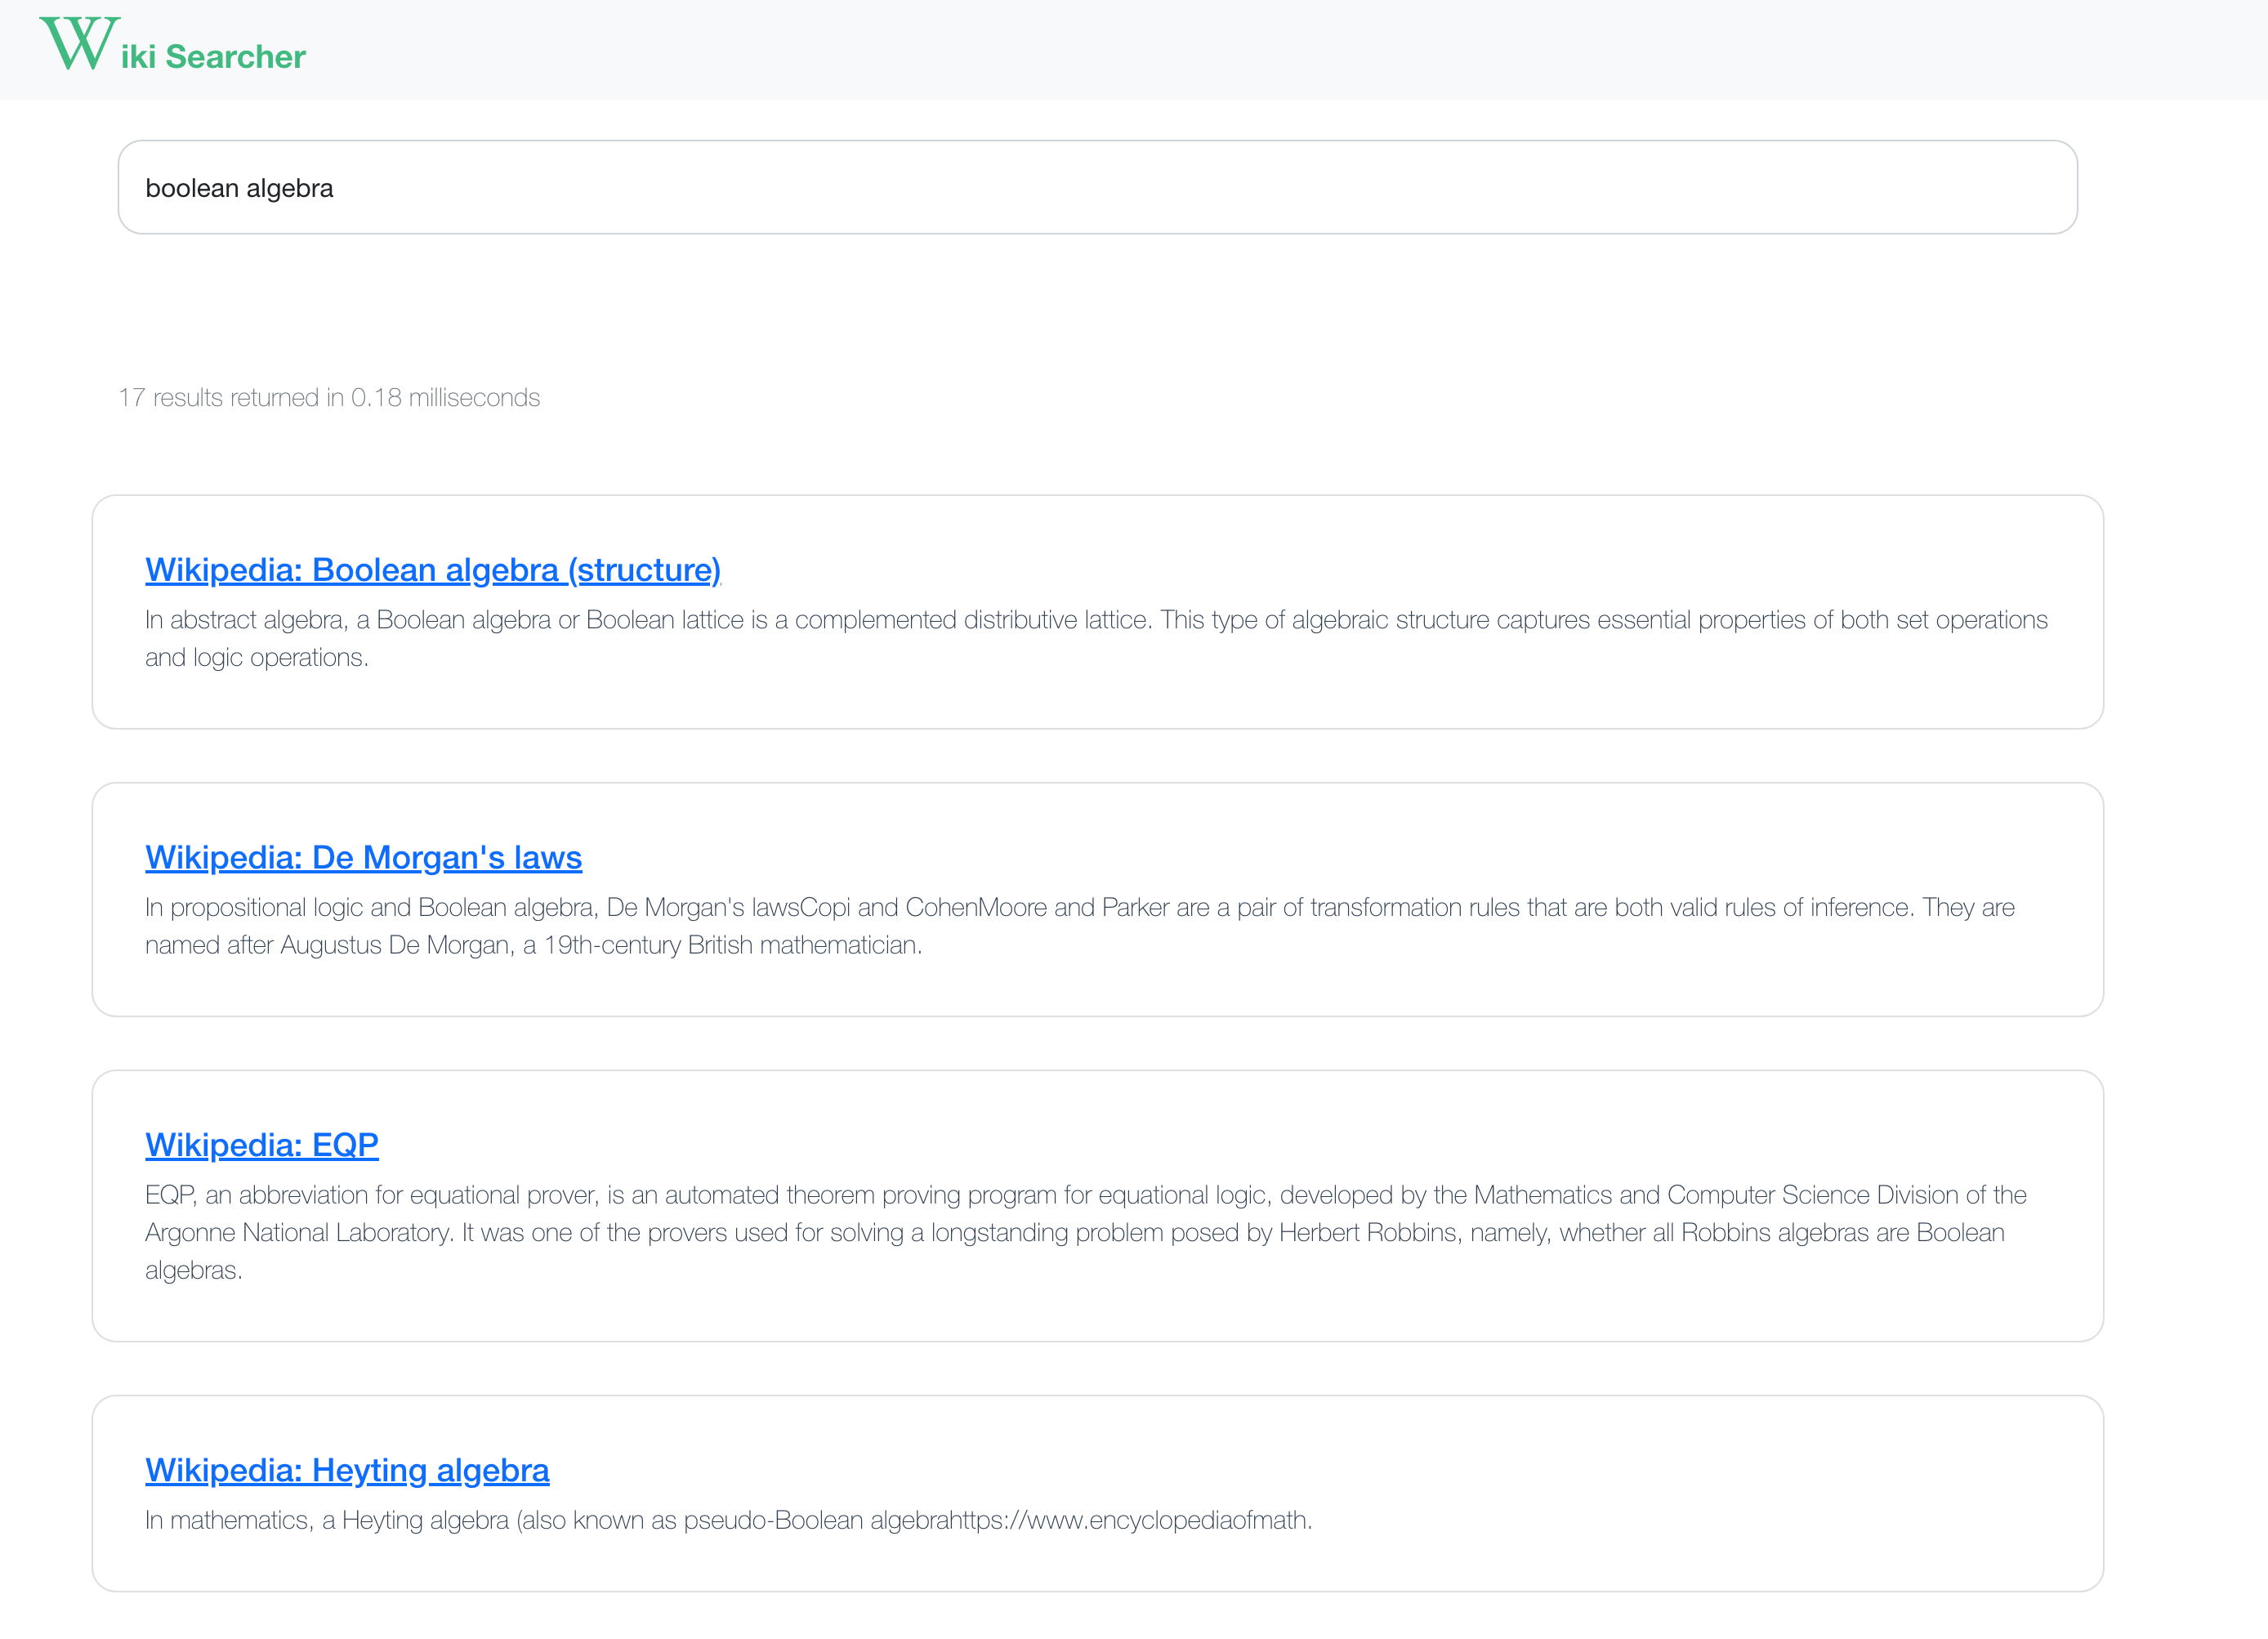 Wiki Searcher
boolean algebra
17 results returned in 0.18 milliseconds
Wikipedia: Boolean algebra (structure)
In abstract algebra, a Boolean algebra or Boolean lattice is a complemented distributive lattice. This type of algebraic structure captures essential properties of both set operations
and logic operations.
Wikipedia: De Morgan's laws
In propositional logic and Boolean algebra, De Morgan's lawsCopi and CohenMoore and Parker are a pair of transformation rules that are both valid rules of inference. They are
named after Augustus De Morgan, a 19th-century British mathematician.
Wikipedia: EQP
EQP, an abbreviation for equational prover, is an automated theorem proving program for equational logic, developed by the Mathematics and Computer Science Division of the
Argonne National Laboratory. It was one of the provers used for solving a longstanding problem posed by Herbert Robbins, namely, whether all Robbins algebras are Boolean
algebras.
Wikipedia: Heyting algebra
In mathematics, a Heyting algebra (also known as pseudo-Boolean algebrahttps://www.encyclopediaofmath.